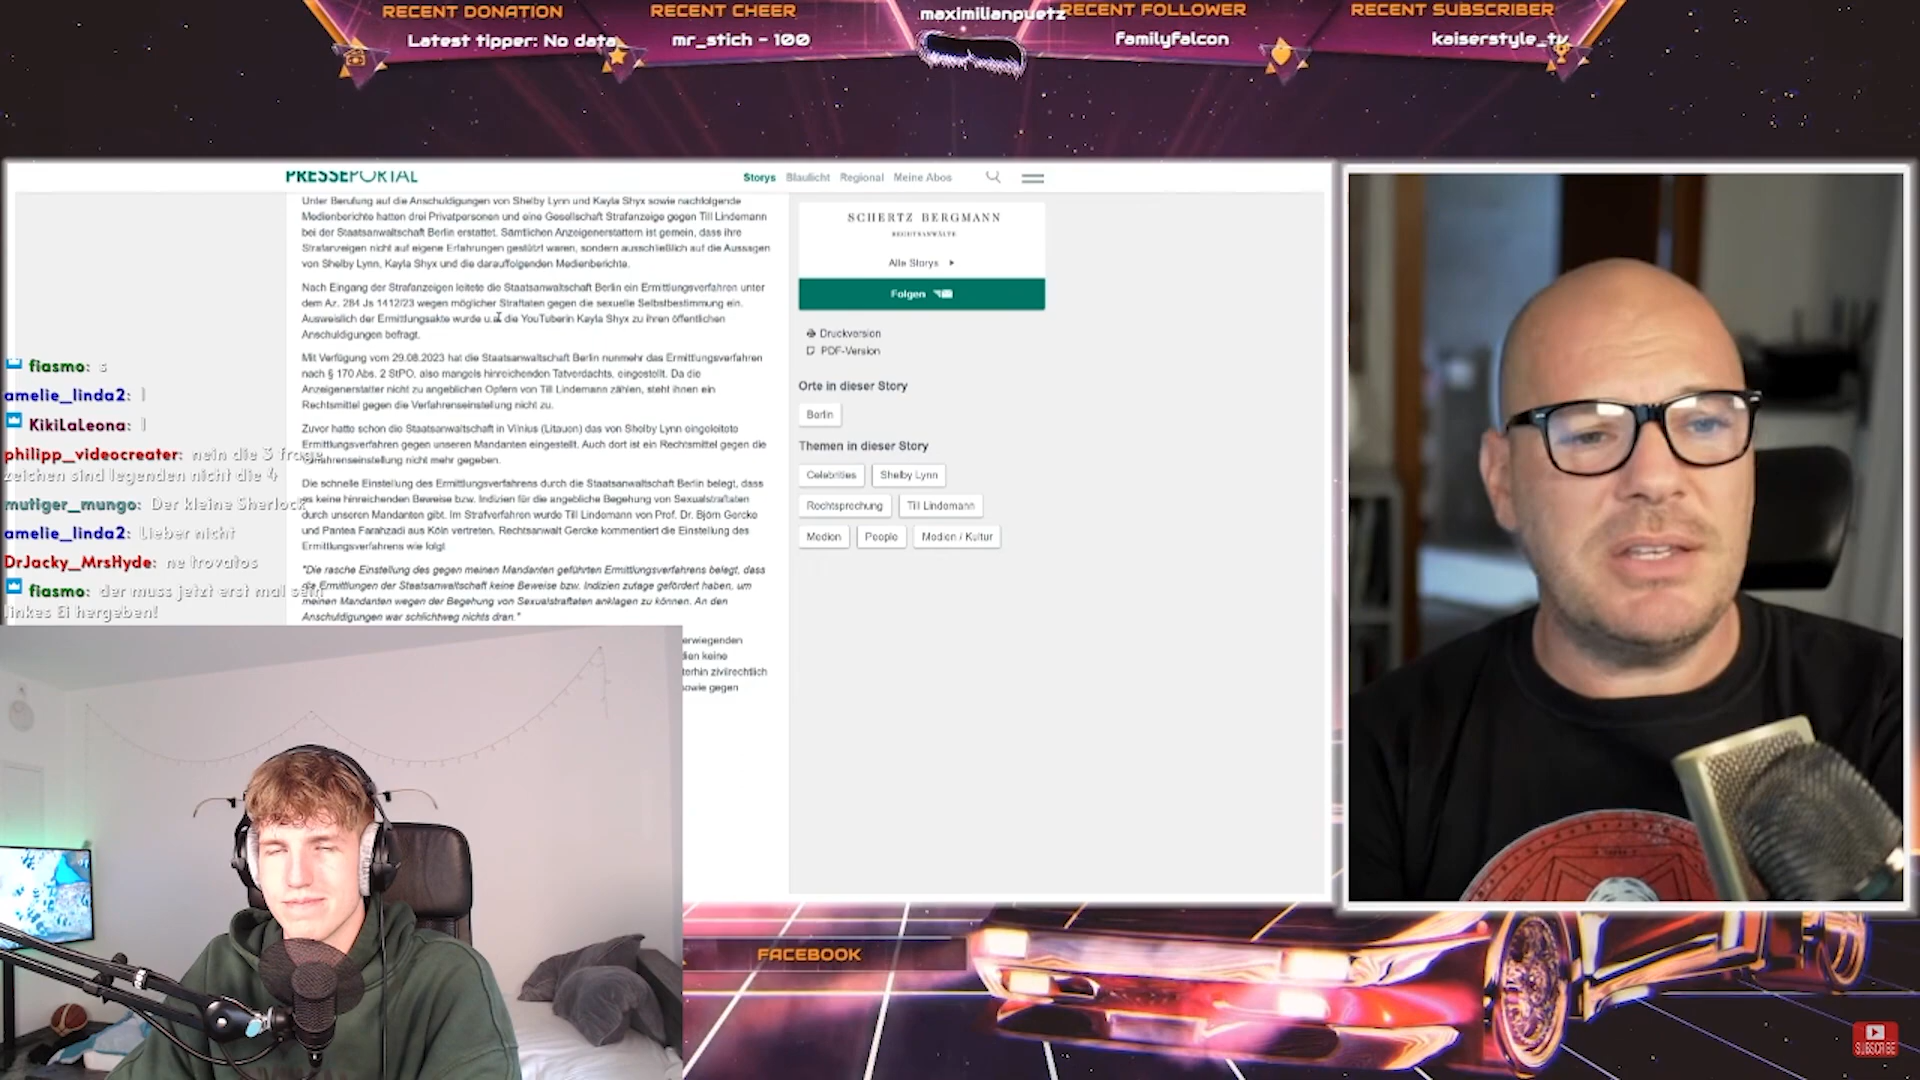 RECENT DONATION
Latest tipper: No data
RECENT CHEER
mr_stich - 100
maximilianpuetz
RECENT FOLLOWER
familyfalcon
RECENT SUBSCRIBER
kaiserstyle_tv
PRESSEPORTAL
Storys Blaulicht Regional Meine Abos
Unter Berufung auf die Anschuldigungen von Shelby Lynn und Kayla Shyx sowie nachfolgende
Medienberichte hatten drei Privatpersonen und eine Gesellschaft Strafanzeige gegen Till Lindemann
bei der Staatsanwaltschaft Berlin erstattet. Sämtlichen Anzeigenerstattern ist gemein, dass ihre
Strafanzeigen nicht auf eigene Erfahrungen gestützt waren, sondern ausschließlich auf die Aussagen
von Shelby Lynn, Kayla Shyx und die darauffolgenden Medienberichte.
Nach Eingang der Strafanzeigen leitete die Staatsanwaltschaft Berlin ein Ermittlungsverfahren unter
dem Az. 284 Js 1412/23 wegen möglicher Straftaten gegen die sexuelle Selbstbestimmung ein.
Ausweislich der Ermittlungsakte wurde u.a. die YouTuberin Kayla Shyx zu ihren öffentlichen
Anschuldigungen befragt.
Mit Verfügung vom 29.08.2023 hat die Staatsanwaltschaft Berlin nunmehr das Ermittlungsverfahren
nach § 170 Abs. 2 StPO, also mangels hinreichenden Tatverdachts, eingestellt. Da die
Anzeigenerstatter nicht zu angeblichen Opfern von Till Lindemann zählen, steht ihnen ein
Rechtsmittel gegen die Verfahrenseinstellung nicht zu.
Zuvor hatte schon die Staatsanwaltschaft in Vilnius (Litauen) das von Shelby Lynn eingeleitete
Ermittlungsverfahren gegen unseren Mandanten eingestellt. Auch dort ist ein Rechtsmittel gegen die
Verfahrenseinstellung nicht mehr gegeben.
Die schnelle Einstellung des Ermittlungsverfahrens durch die Staatsanwaltschaft Berlin belegt, dass
es keine hinreichenden Beweise bzw. Indizien für die angebliche Begehung von Sexualstraftaten
durch unseren Mandanten gibt. Im Strafverfahren wurde Till Lindemann von Prof. Dr. Björn Gercke
und Pantea Farahzadi aus Köln vertreten. Rechtsanwalt Gercke kommentiert die Einstellung des
Ermittlungsverfahrens wie folgt
"Die rasche Einstellung des gegen meinen Mandanten geführten Ermittlungsverfahrens belegt, dass
die Ermittlungen der Staatsanwaltschaft keine Beweise bzw. Indizien zutage gefördert haben, um
meinen Mandanten wegen der Begehung von Sexualstraftaten anklagen zu können. An den
Anschuldigungen war schlichtweg nichts dran."
erwiegenden
dien keine
terhin zivilrechtlich
sowie gegen
SCHERTZ BERGMANN
RECHTSANWÄLTE
Alle Storys
Folgen
Druckversion
PDF-Version
Orte in dieser Story
Berlin
Themen in dieser Story
Celebrities Shelby Lynn
Rechtsprechung Till Lindemann
Medien People Medien / Kultur
fiasmo: s
amelie_linda2: l
KikiLaLeona: l
philipp_videocreater: nein die 3 frage
zeichen sind legenden nicht die 4
mutiger_mungo: Der kleine Sherlock
amelie_linda2: Lieber nicht
DrJacky_MrsHyde: ne trovatos
fiasmo: der muss jetzt erst mal sein
linkes Ei hergeben!
FACEBOOK
SUBSCRIBE